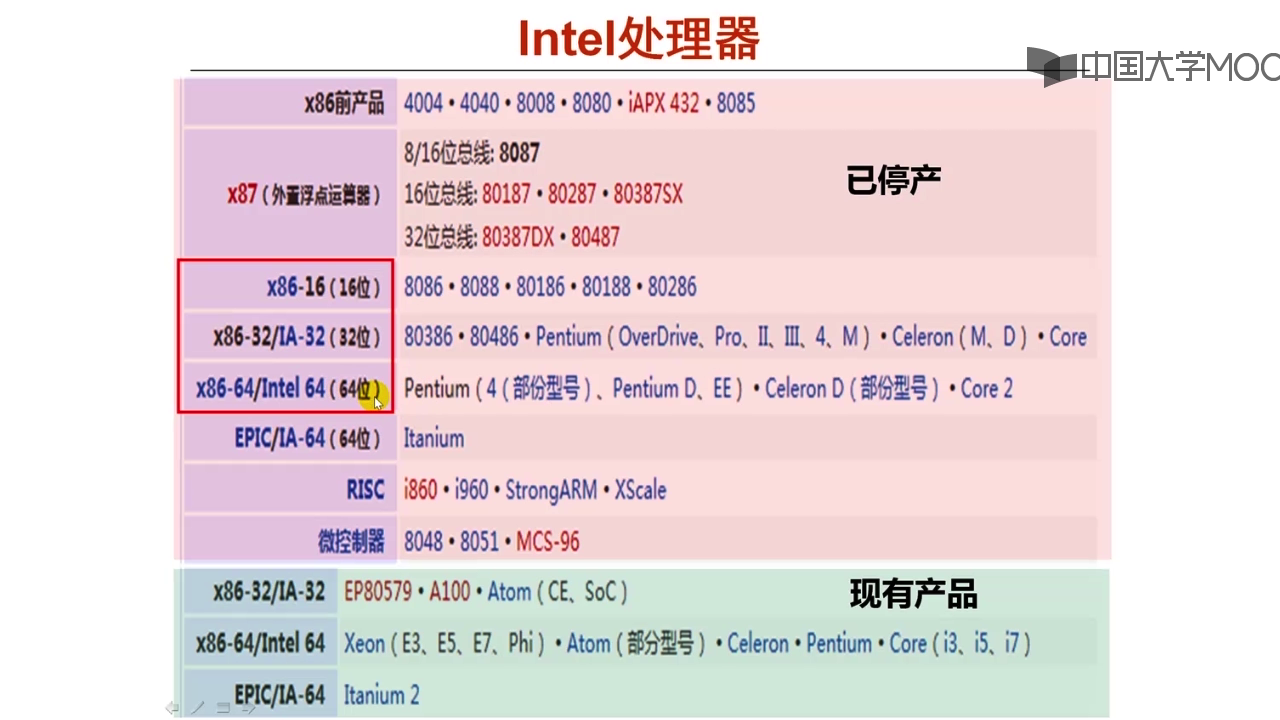 Intel处理器
中国大学MOO
x86前产品 4004 • 4040 • 8008 • 8080 • iAPX 432 • 8085
8/16位总线: 8087
已停产
x87 ( 外置浮点运算器 ) 16位总线: 80187 • 80287 • 80387SX
32位总线: 80387DX • 80487
x86-16 ( 16位 ) 8086 • 8088 • 80186 • 80188 • 80286
x86-32/IA-32 ( 32位 ) 80386 • 80486 • Pentium ( OverDrive、Pro、II、III、4、M ) • Celeron ( M、D ) • Core
x86-64/Intel 64 ( 64位 ) Pentium ( 4 ( 部份型号 ) 、Pentium D、EE ) • Celeron D ( 部份型号 ) • Core 2
EPIC/IA-64 ( 64位 ) Itanium
RISC i860 • i960 • StrongARM • XScale
微控制器 8048 • 8051 • MCS-96
x86-32/IA-32 EP80579 • A100 • Atom ( CE、SoC )
现有产品
x86-64/Intel 64 Xeon ( E3、E5、E7、Phi ) • Atom ( 部分型号 ) • Celeron • Pentium • Core ( i3、i5、i7 )
EPIC/IA-64 Itanium 2